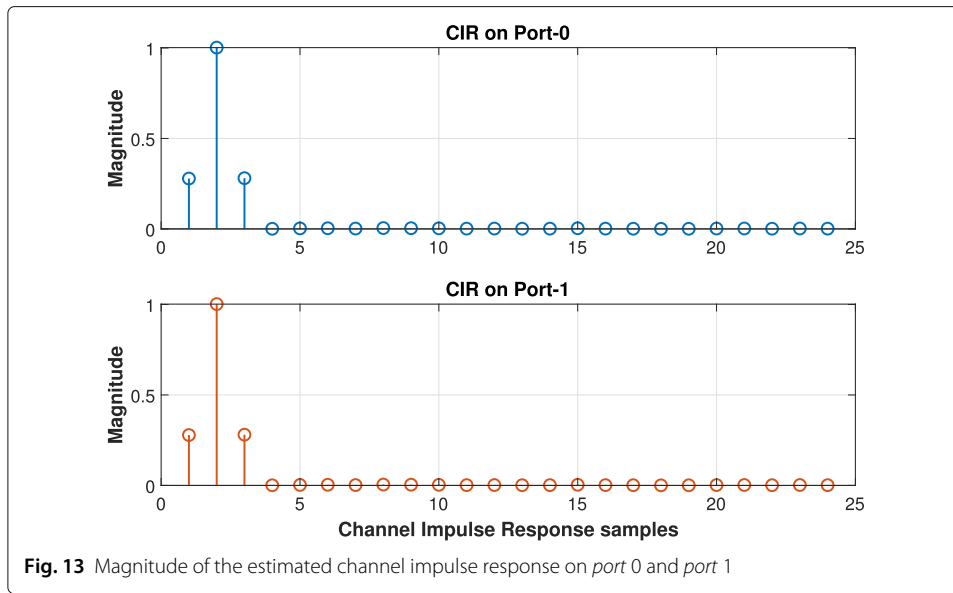 CIR on Port-0
Magnitude
1
0.5
0
0 5 10 15 20 25
CIR on Port-1
Magnitude
1
0.5
0
0 5 10 15 20 25
Channel Impulse Response samples
Fig. 13 Magnitude of the estimated channel impulse response on port 0 and port 1